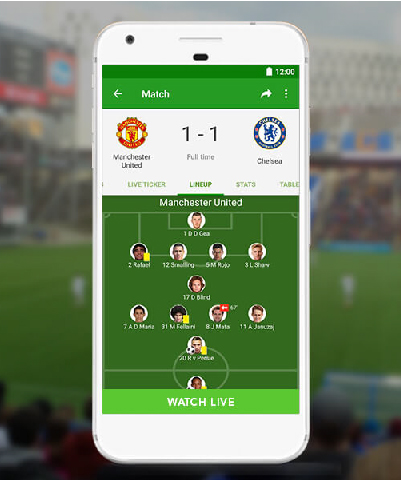 12:00
Match
1 - 1
Manchester
United
Full time
Chelsea
LIVETICKER
LINEUP
STATS
TABLE
Manchester United
1 D D Gea
2 Rafael
12 Smalling
5 M Rojo
3 L Shaw
17 D Blind
7 A D Maria
31 M Fellaini
8 J Mata
67'
11 A Januzaj
20 R v Persie
WATCH LIVE